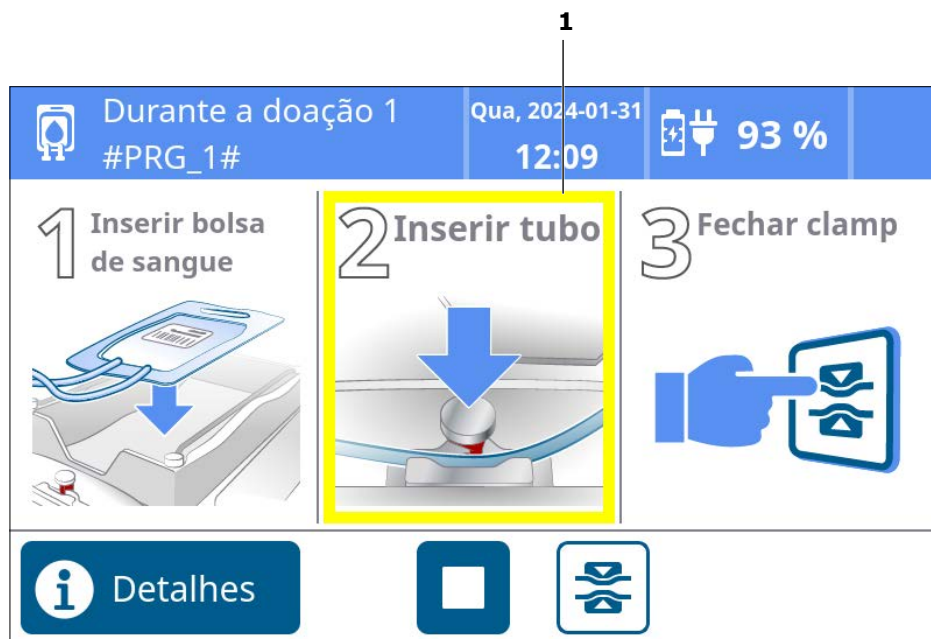 1
Durante a doação 1
#PRG_1#
Qua, 2024-01-31
12:09
93 %
1 Inserir bolsa
de sangue
2 Inserir tubo
3 Fechar clamp
i Detalhes